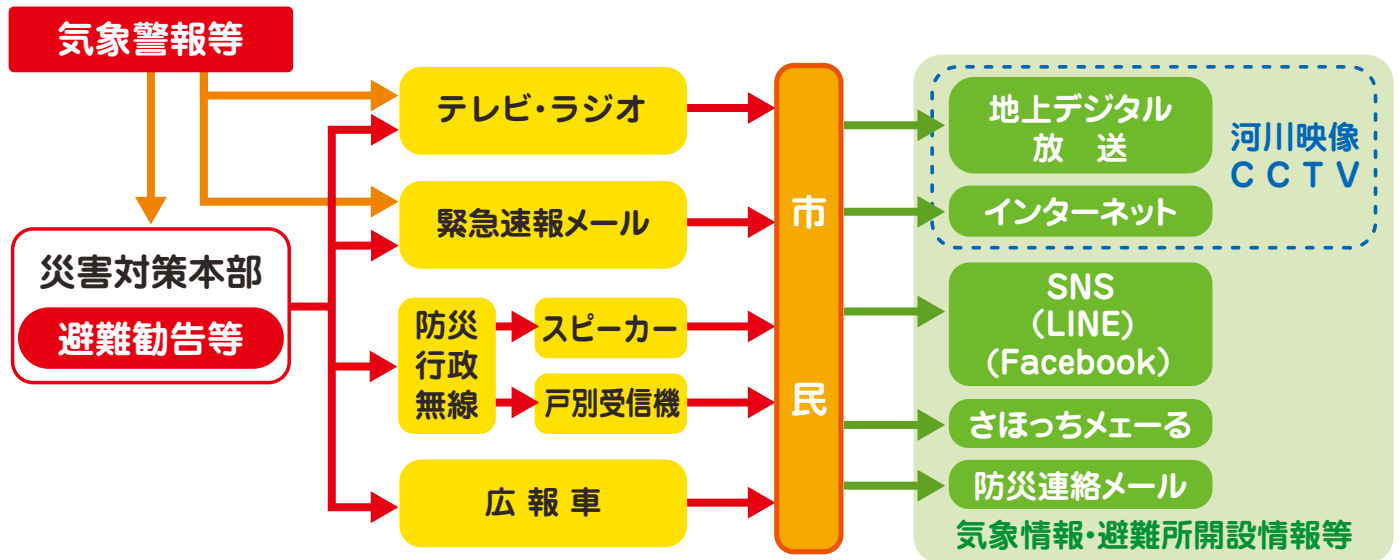 気象警報等
災害対策本部
避難勧告等
テレビ・ラジオ
緊急速報メール
防災
行政
無線
スピーカー
戸別受信機
広報車
市
民
地上デジタル
放　送
インターネット
河川映像
CCTV
SNS
(LINE)
(Facebook)
さほっちメェーる
防災連絡メール
気象情報・避難所開設情報等